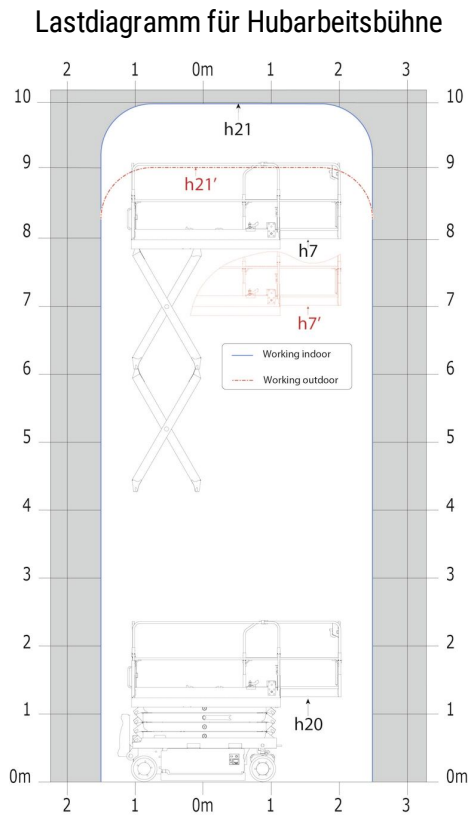 Lastdiagramm für Hubarbeitsbühne
2 1 0m 1 2 3
10 10
h21
9 9
h21’
8 8
h7
7 7
h7’
Working indoor
6 6
Working outdoor
5 5
4 4
3 3
2 2
1 1
h20
0m 0m
2 1 0m 1 2 3